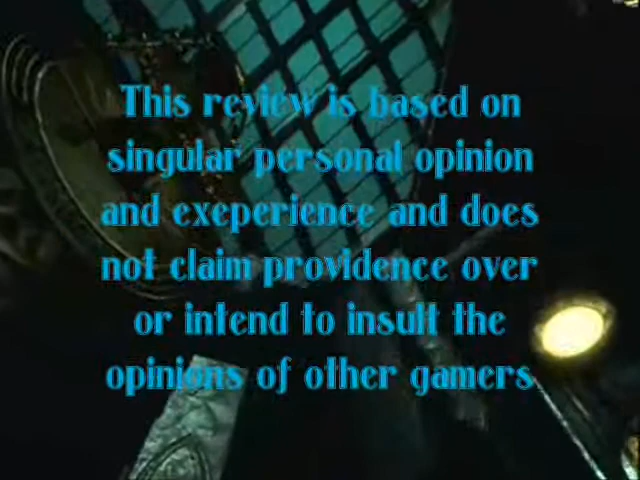 This review is based on
singular personal opinion
and exeperience and does
not claim providence over
or intend to insult the
opinions of other gamers